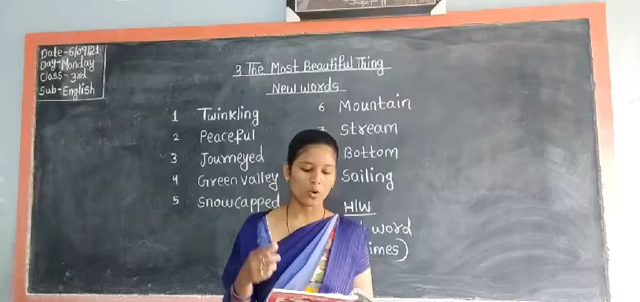 Date-6/09/21
Day-Monday
Class-3rd
Sub-English
3 The Most Beautiful Thing
New words
1 Twinkling
2 Peaceful
3 Journeyed
4 Green valley
5 Snowcapped
6 Mountain
Stream
Bottom
Sailing
H/W
word
imes)